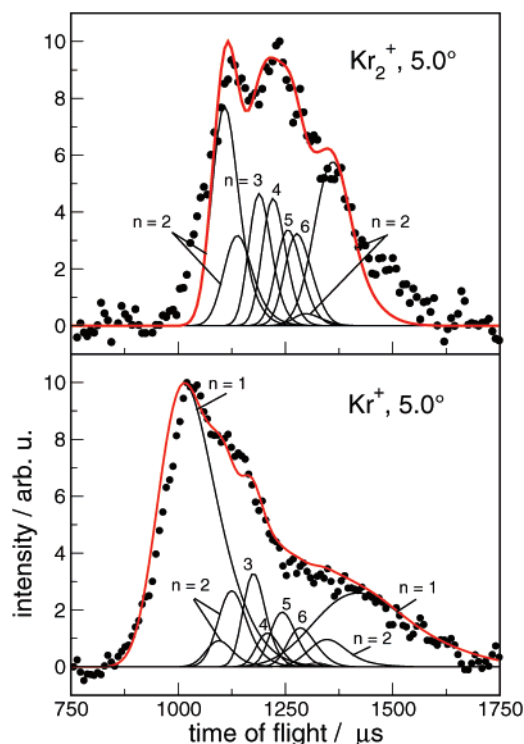 Kr₂⁺, 5.0°
10
8
6
4
2
0
n = 3
4
5
6
n = 2
n = 2
Kr⁺, 5.0°
10
8
6
4
2
0
n = 1
n = 2
3
4
5
6
n = 1
n = 2
intensity / arb. u.
750 1000 1250 1500 1750
time of flight / μs